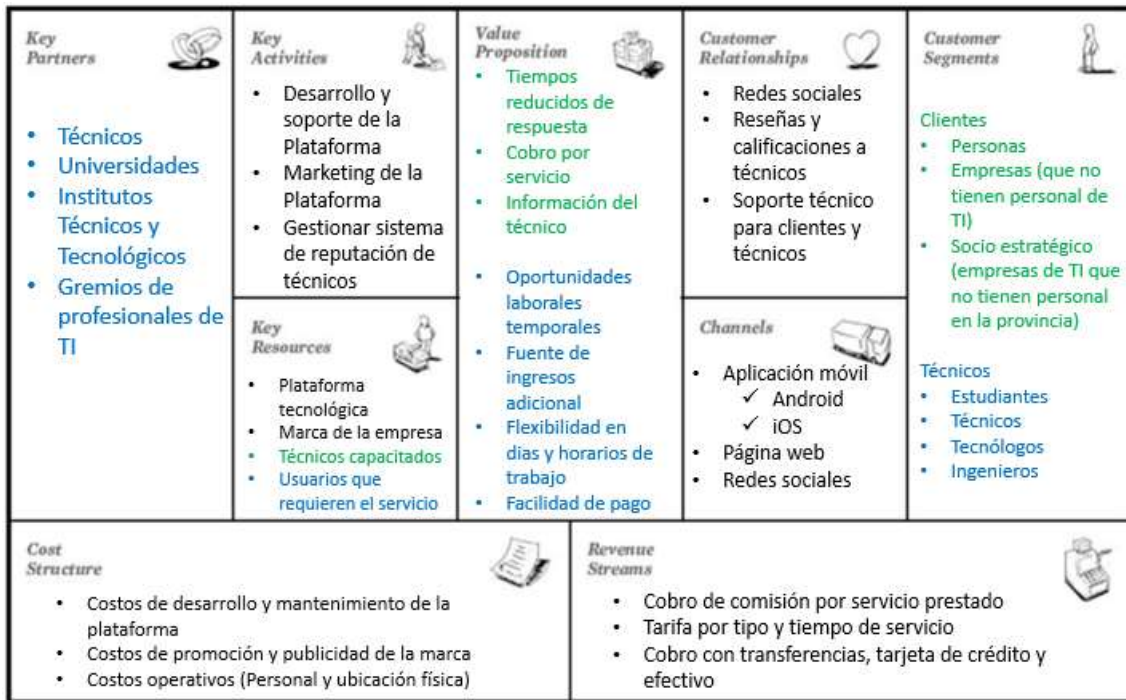 Key
Partners
• Técnicos
• Universidades
• Institutos
Técnicos y
Tecnológicos
• Gremios de
profesionales de
TI
Key
Activities
• Desarrollo y
soporte de la
Plataforma
• Marketing de la
Plataforma
• Gestionar sistema
de reputación de
técnicos
Key
Resources
• Plataforma
tecnológica
• Marca de la empresa
• Técnicos capacitados
• Usuarios que
requieren el servicio
Value
Proposition
• Tiempos
reducidos de
respuesta
• Cobro por
servicio
• Información del
técnico
• Oportunidades
laborales
temporales
• Fuente de
ingresos
adicional
• Flexibilidad en
dias y horarios de
trabajo
• Facilidad de pago
Customer
Relationships
• Redes sociales
• Reseñas y
calificaciones a
técnicos
• Soporte técnico
para clientes y
técnicos
Channels
• Aplicación móvil
✓ Android
✓ iOS
• Página web
• Redes sociales
Customer
Segments
Clientes
• Personas
• Empresas (que no
tienen personal de
TI)
• Socio estratégico
(empresas de TI que
no tienen personal
en la provincia)
Técnicos
• Estudiantes
• Técnicos
• Tecnólogos
• Ingenieros
Cost
Structure
• Costos de desarrollo y mantenimiento de la
plataforma
• Costos de promoción y publicidad de la marca
• Costos operativos (Personal y ubicación física)
Revenue
Streams
• Cobro de comisión por servicio prestado
• Tarifa por tipo y tiempo de servicio
• Cobro con transferencias, tarjeta de crédito y
efectivo